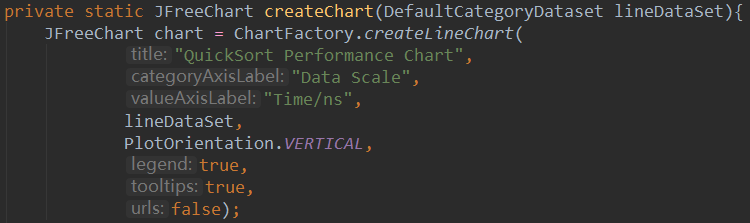 private static JFreeChart createChart(DefaultCategoryDataset lineDataSet){
JFreeChart chart = ChartFactory.createLineChart(
title: "QuickSort Performance Chart",
categoryAxisLabel: "Data Scale",
valueAxisLabel: "Time/ns",
lineDataSet,
PlotOrientation.VERTICAL,
legend: true,
tooltips: true,
urls: false);